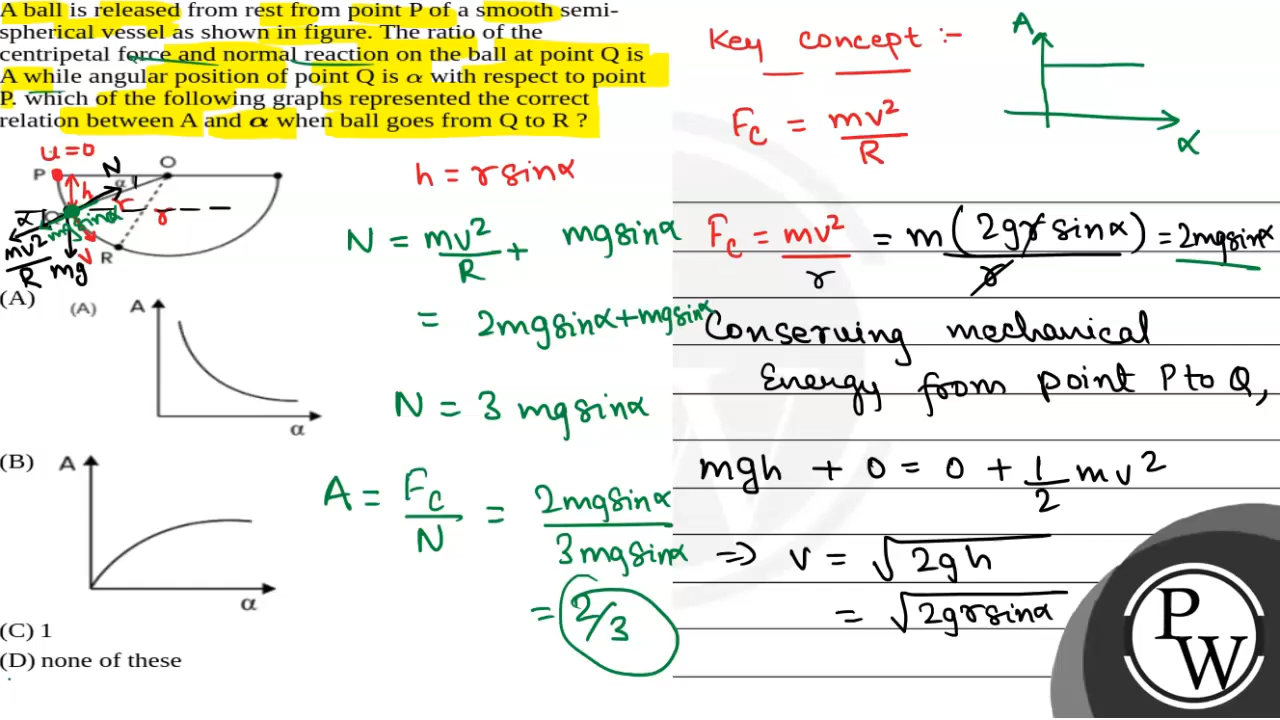 A ball is released from rest from point P of a smooth semi-
spherical vessel as shown in figure. The ratio of the
centripetal force and normal reaction on the ball at point Q is
A while angular position of point Q is α with respect to point
P. which of the following graphs represented the correct
relation between A and α when ball goes from Q to R ?
u = 0
P
O
N
α
h
r
r
α
mg sinα
mv²/R
mg
v
R
(A)
(A)
A
α
(B)
A
α
(C) 1
(D) none of these
h = r sinα
N = mv²/R + mg sinα
= 2mg sinα + mg sinα
N = 3 mg sinα
A = F_C/N = 2mg sinα/3mg sinα
= 2/3
Key concept :-
F_C = mv²/R
A
α
F_C = mv²/r = m(2gr sinα)/r = 2mg sinα
Conserving mechanical
Energy from point P to Q,
mgh + 0 = 0 + 1/2 mv²
⇒ v = √2gh
= √2gr sinα
P
W